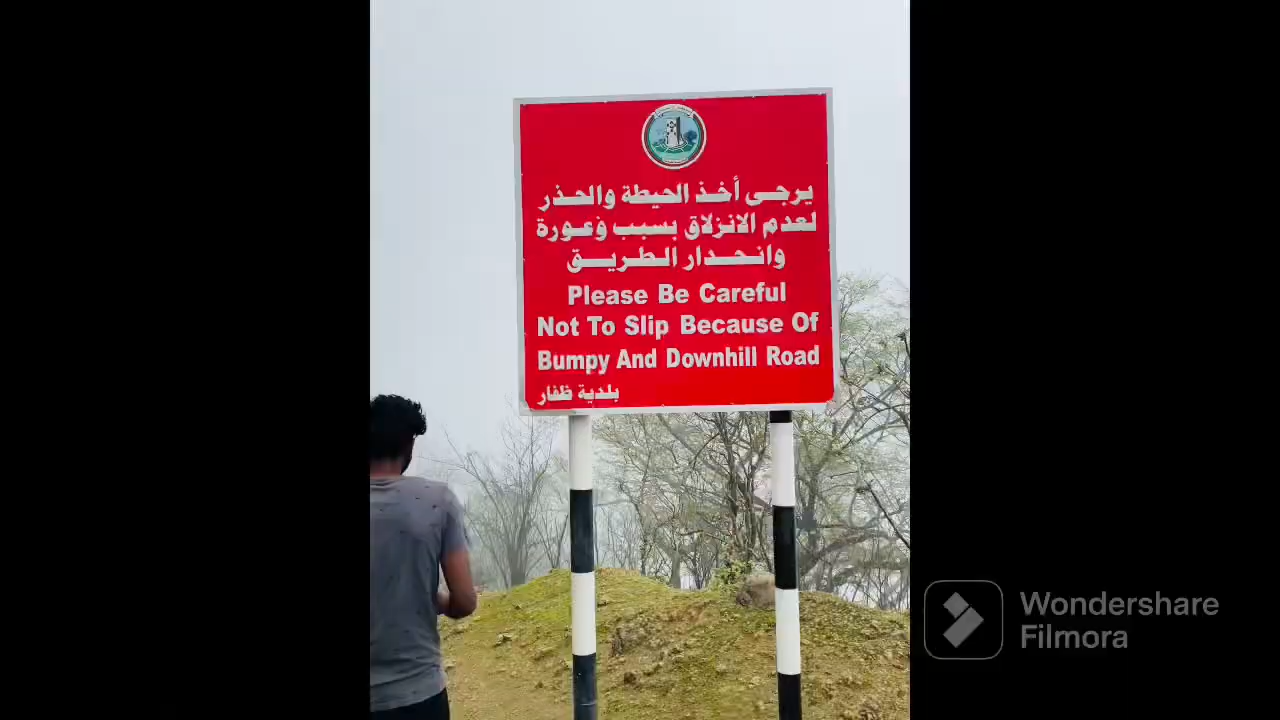 يرجى أخذ الحيطة والحذر
لعدم الانزلاق بسبب وعورة
وانحدار الطريق
Please Be Careful
Not To Slip Because Of
Bumpy And Downhill Road
بلدية ظفار
Wondershare
Filmora